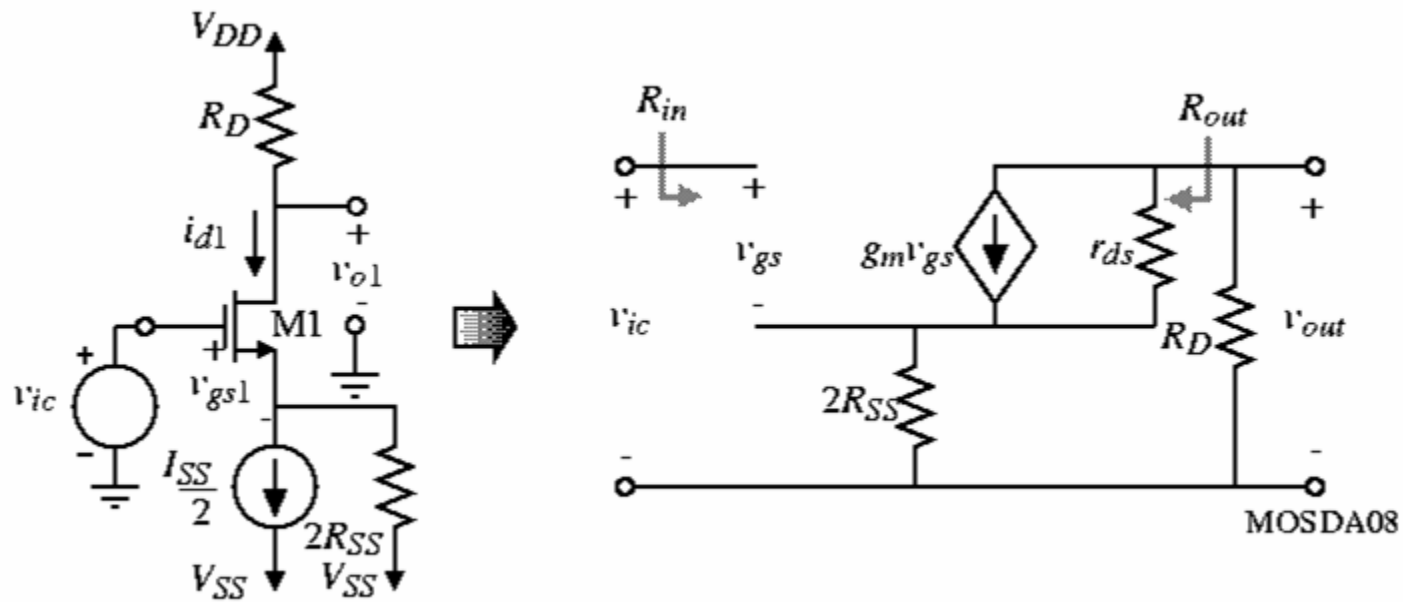 VDD
RD
id1
+
vo1
-
M1
+
vgs1
-
+
vic
-
ISS
2
2RSS
VSS
VSS
Rin
Rout
+
+
vgs
-
gmvgs
rds
+
vic
2RSS
RD
vout
-
-
MOSDA08